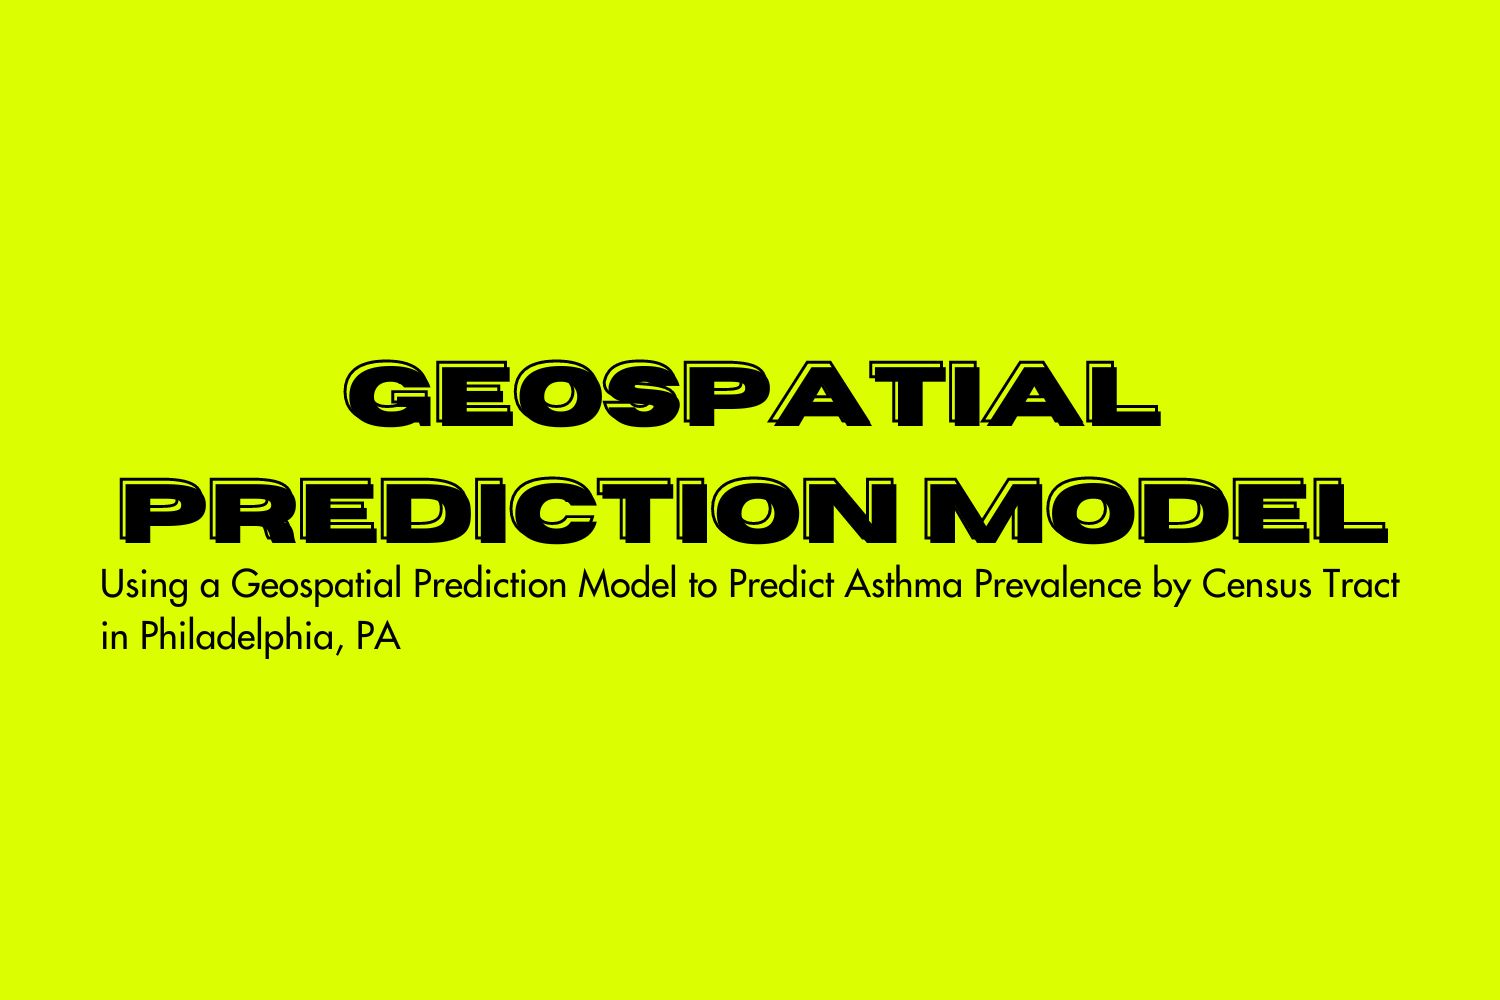 GEOSPATIAL
PREDICTION MODEL
Using a Geospatial Prediction Model to Predict Asthma Prevalence by Census Tract
in Philadelphia, PA